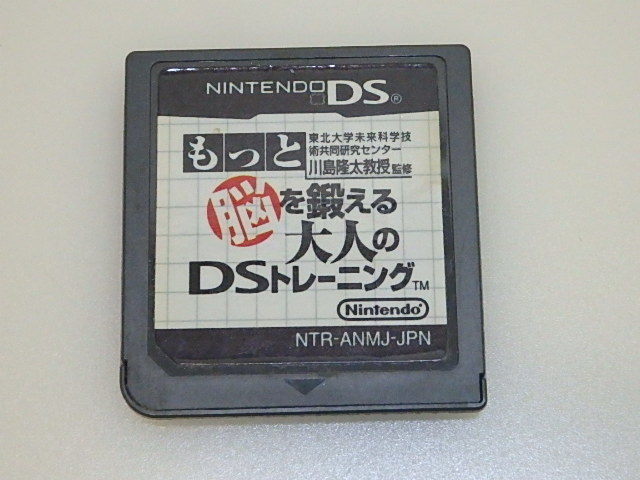 NINTENDO DS®
もっと
東北大学未来科学技
術共同研究センター
川島隆太教授 監修
脳を鍛える
大人の
DSトレーニング™
Nintendo
NTR-ANMJ-JPN